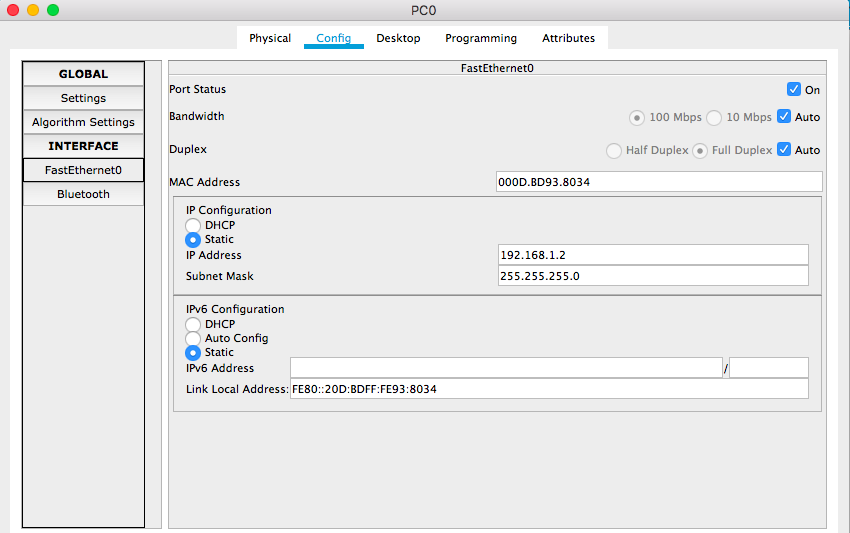 PC0
Physical Config Desktop Programming Attributes
GLOBAL
Settings
Algorithm Settings
INTERFACE
FastEthernet0
Bluetooth
FastEthernet0
Port Status On
Bandwidth 100 Mbps 10 Mbps Auto
Duplex Half Duplex Full Duplex Auto
MAC Address 000D.BD93.8034
IP Configuration
DHCP
Static
IP Address 192.168.1.2
Subnet Mask 255.255.255.0
IPv6 Configuration
DHCP
Auto Config
Static
IPv6 Address /
Link Local Address: FE80::20D:BDFF:FE93:8034